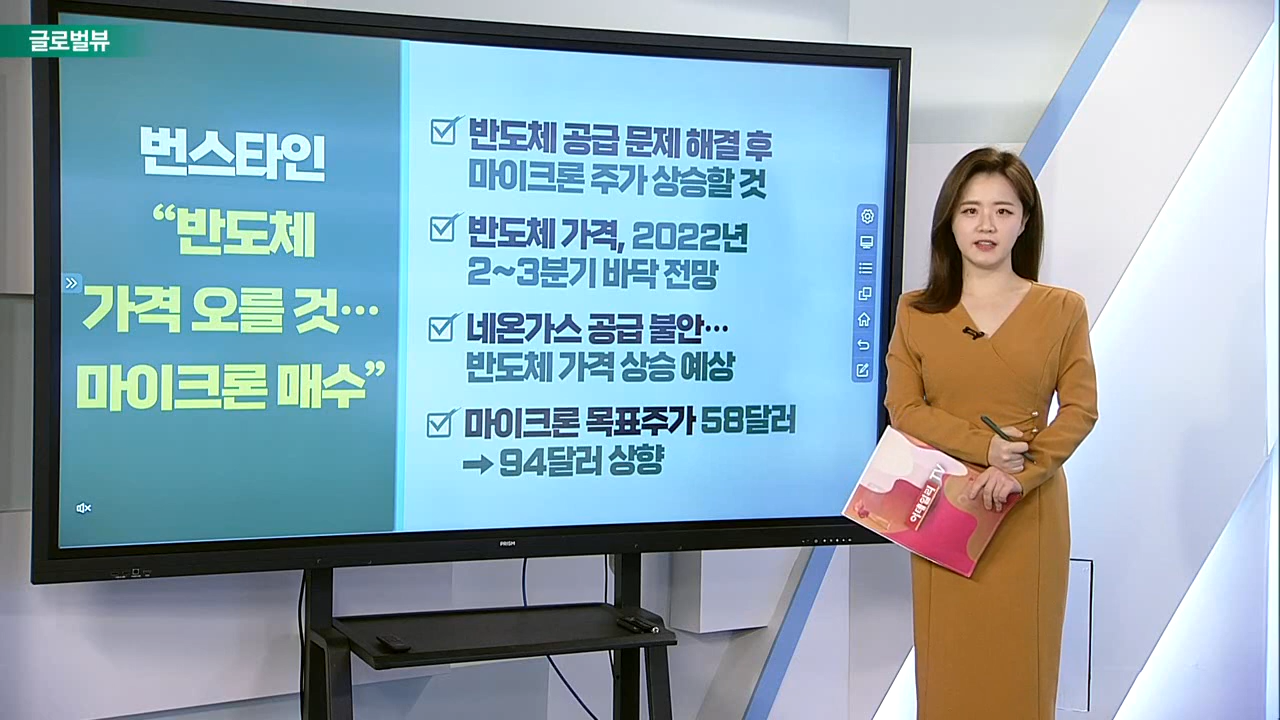 글로벌뷰
번스타인
“반도체
가격 오를 것…
마이크론 매수”
반도체 공급 문제 해결 후
마이크론 주가 상승할 것
반도체 가격, 2022년
2~3분기 바닥 전망
네온가스 공급 불안…
반도체 가격 상승 예상
마이크론 목표주가 58달러
➡ 94달러 상향
PRISM
이데일리 TV